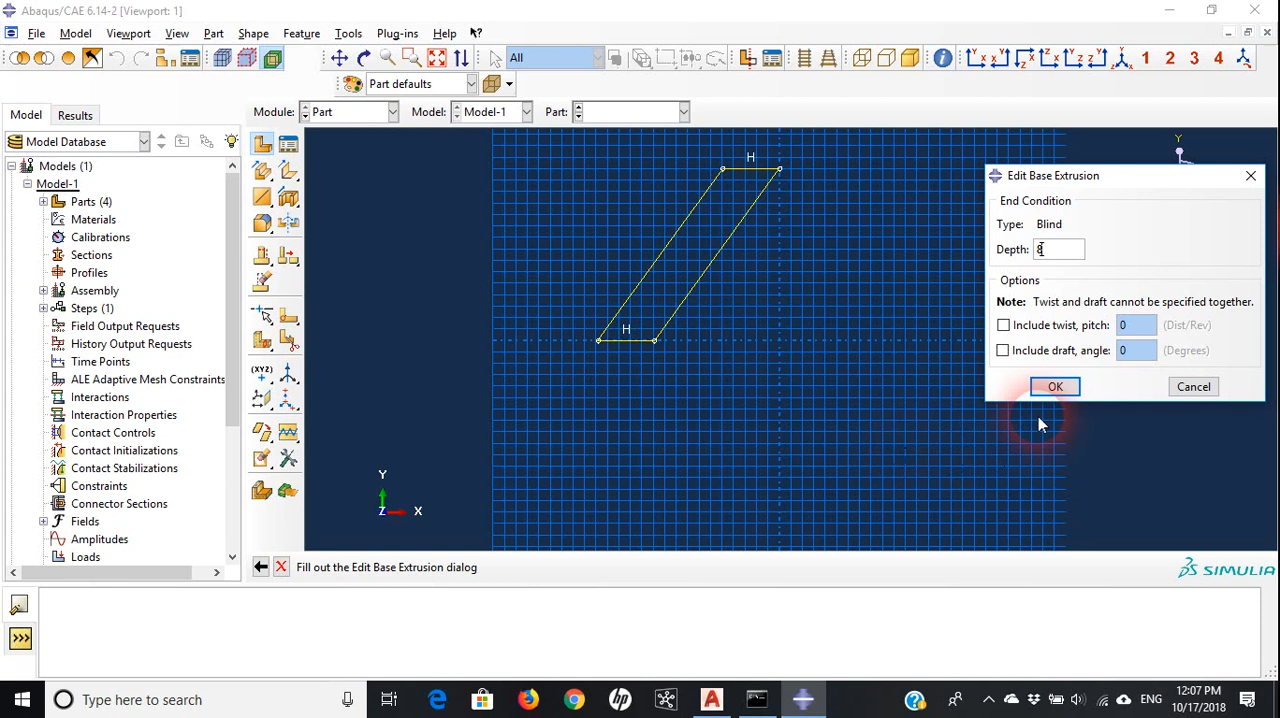 Abaqus/CAE 6.14-2 [Viewport: 1]
File Model Viewport View Part Shape Feature Tools Plug-ins Help
All
1 2 3 4
Part defaults
Model Results
Module: Part Model: Model-1 Part:
Model Database
Models (1)
Model-1
Parts (4)
Materials
Calibrations
Sections
Profiles
Assembly
Steps (1)
Field Output Requests
History Output Requests
Time Points
ALE Adaptive Mesh Constraints
Interactions
Interaction Properties
Contact Controls
Contact Initializations
Contact Stabilizations
Constraints
Connector Sections
Fields
Amplitudes
Loads
H
H
Y
Z X
Y
Edit Base Extrusion
End Condition
Type: Blind
Depth: 8
Options
Note: Twist and draft cannot be specified together.
Include twist, pitch: 0 (Dist/Rev)
Include draft, angle: 0 (Degrees)
OK Cancel
Fill out the Edit Base Extrusion dialog
SIMULIA
>>>
Type here to search
hp
A
ENG
12:07 PM
10/17/2018